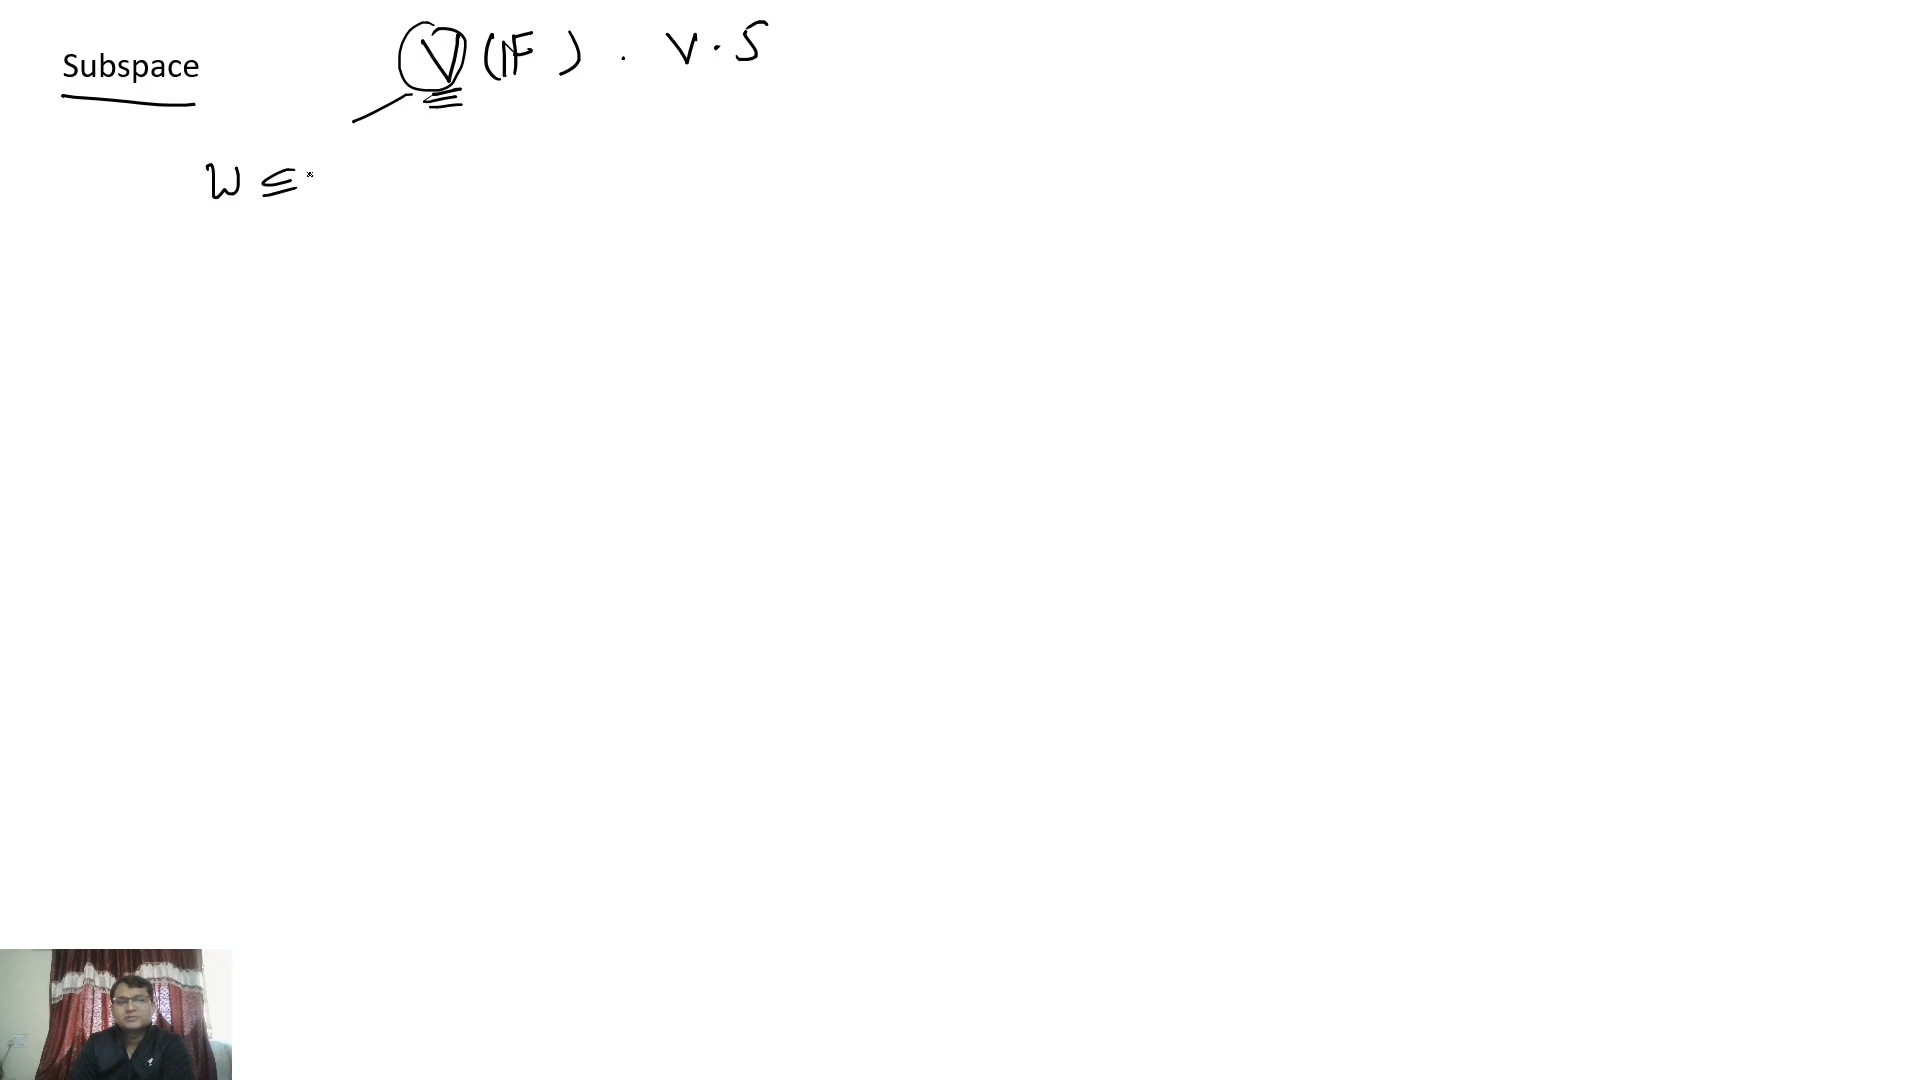 Subspace
V (F) . V.S
W ⊆